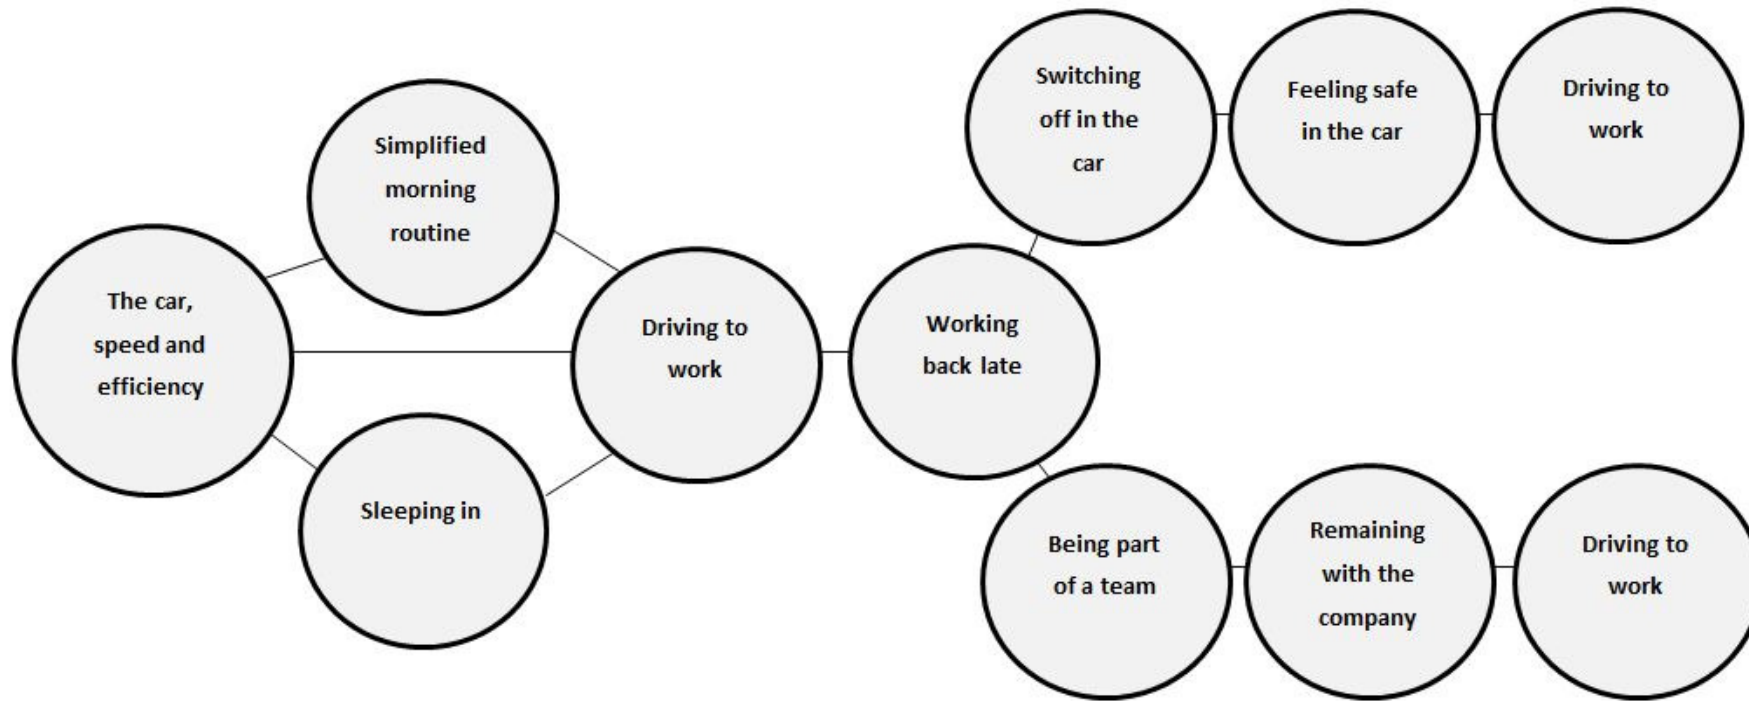 The car,
speed and
efficiency
Simplified
morning
routine
Sleeping in
Driving to
work
Working
back late
Switching
off in the
car
Feeling safe
in the car
Driving to
work
Being part
of a team
Remaining
with the
company
Driving to
work